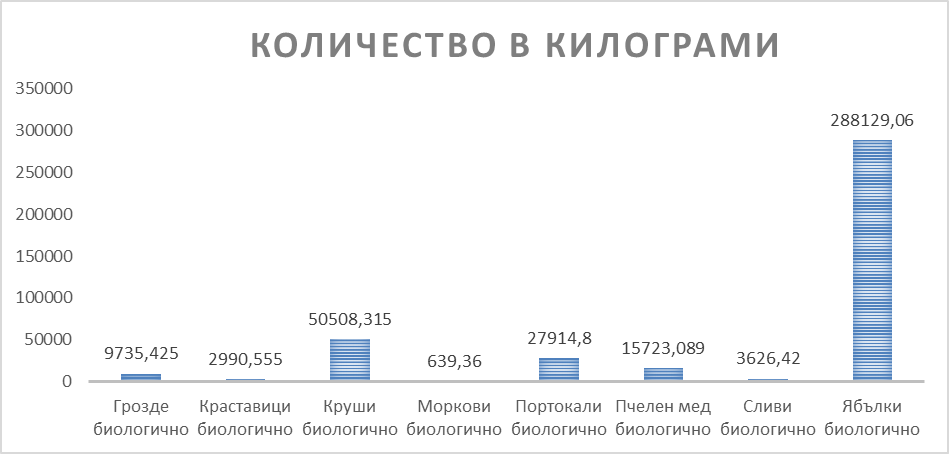 КОЛИЧЕСТВО В КИЛОГРАМИ
350000
300000
250000
200000
150000
100000
50000
0
9735,425
2990,555
50508,315
639,36
27914,8
15723,089
3626,42
288129,06
Грозде
биологично
Краставици
биологично
Круши
биологично
Моркови
биологично
Портокали
биологично
Пчелен мед
биологично
Сливи
биологично
Ябълки
биологично